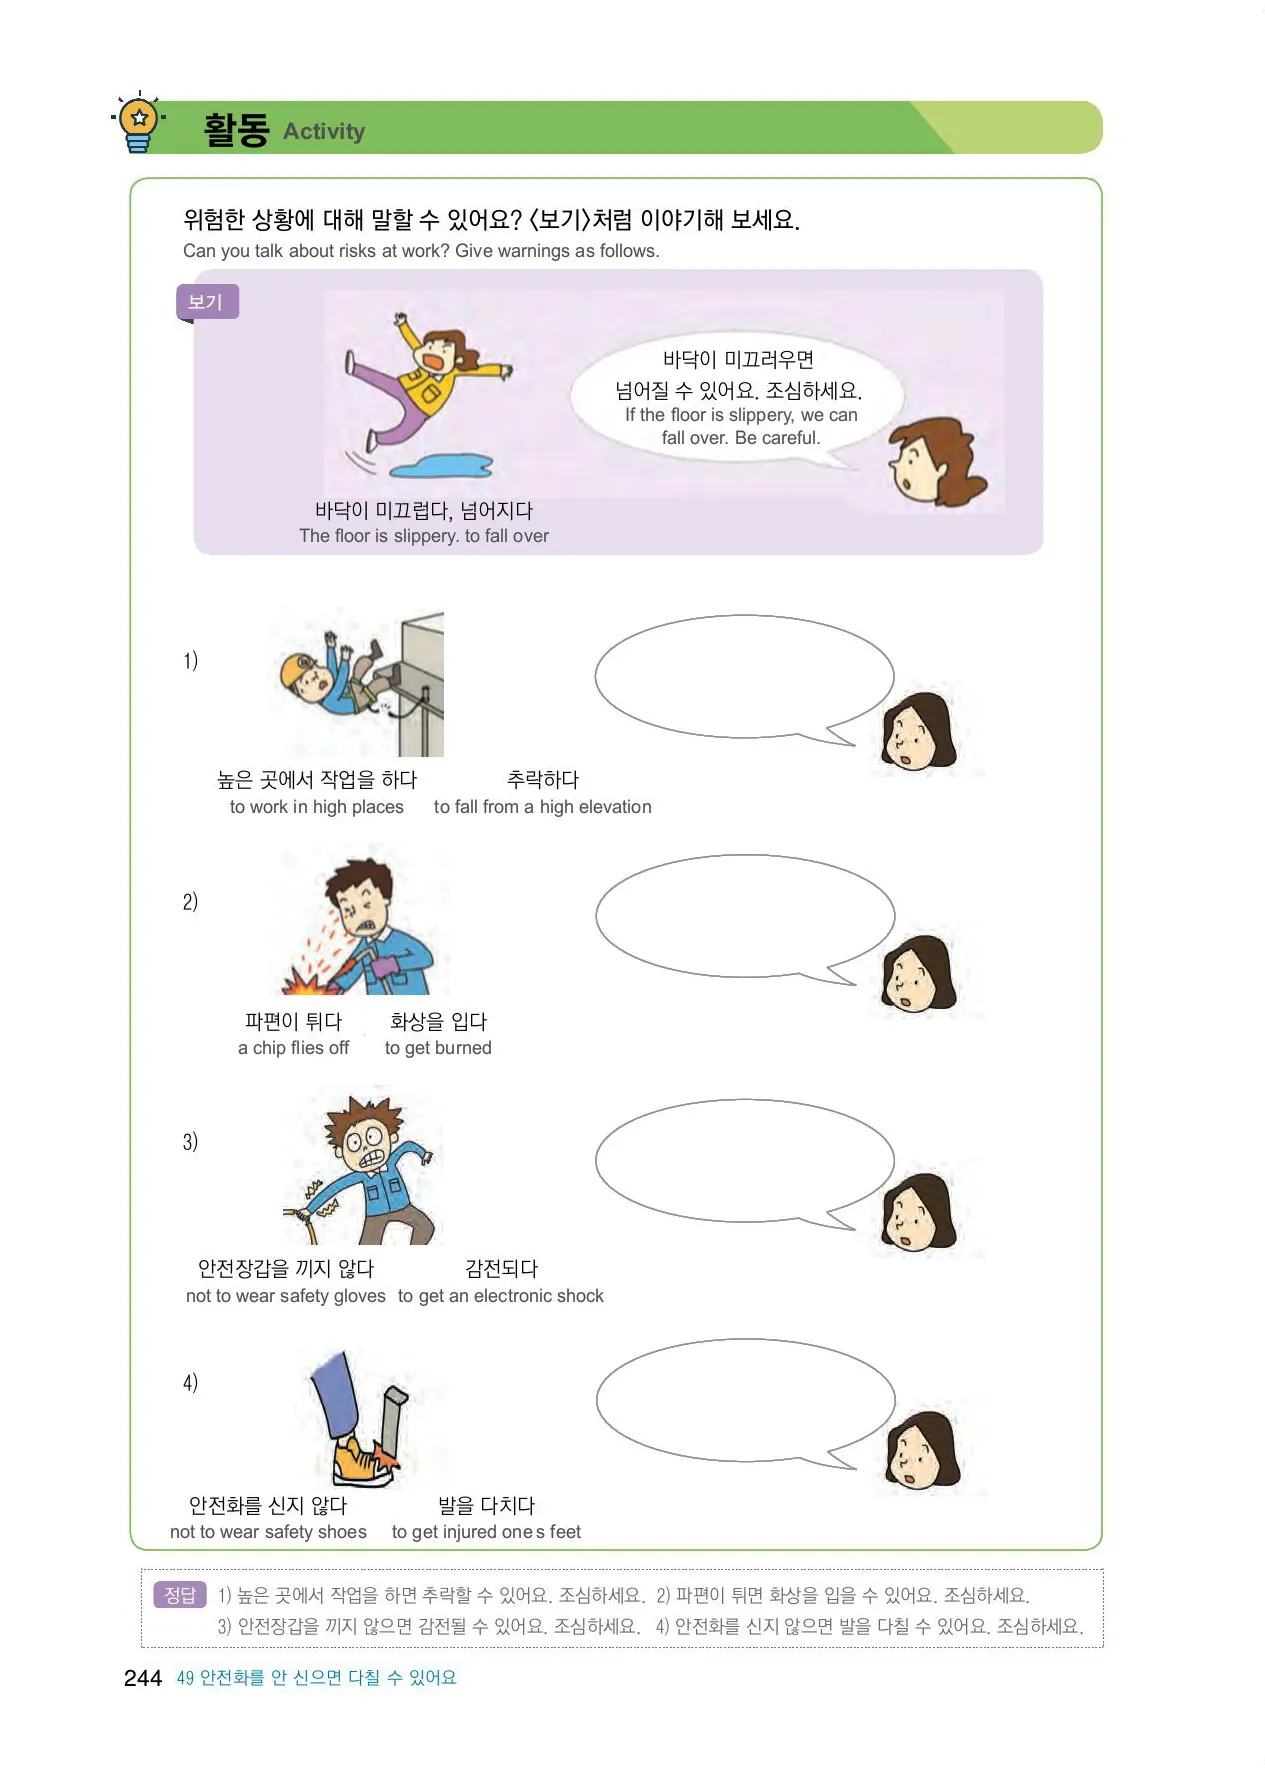 활동 Activity
위험한 상황에 대해 말할 수 있어요? 〈보기〉처럼 이야기해 보세요.
Can you talk about risks at work? Give warnings as follows.
보기
바닥이 미끄러우면
넘어질 수 있어요. 조심하세요.
If the floor is slippery, we can
fall over. Be careful.
바닥이 미끄럽다, 넘어지다
The floor is slippery. to fall over
1)
높은 곳에서 작업을 하다 추락하다
to work in high places to fall from a high elevation
2)
파편이 튀다 화상을 입다
a chip flies off to get burned
3)
안전장갑을 끼지 않다 감전되다
not to wear safety gloves to get an electronic shock
4)
안전화를 신지 않다 발을 다치다
not to wear safety shoes to get injured one s feet
정답 1) 높은 곳에서 작업을 하면 추락할 수 있어요. 조심하세요. 2) 파편이 튀면 화상을 입을 수 있어요. 조심하세요.
3) 안전장갑을 끼지 않으면 감전될 수 있어요. 조심하세요. 4) 안전화를 신지 않으면 발을 다칠 수 있어요. 조심하세요.
244 49 안전화를 안 신으면 다칠 수 있어요